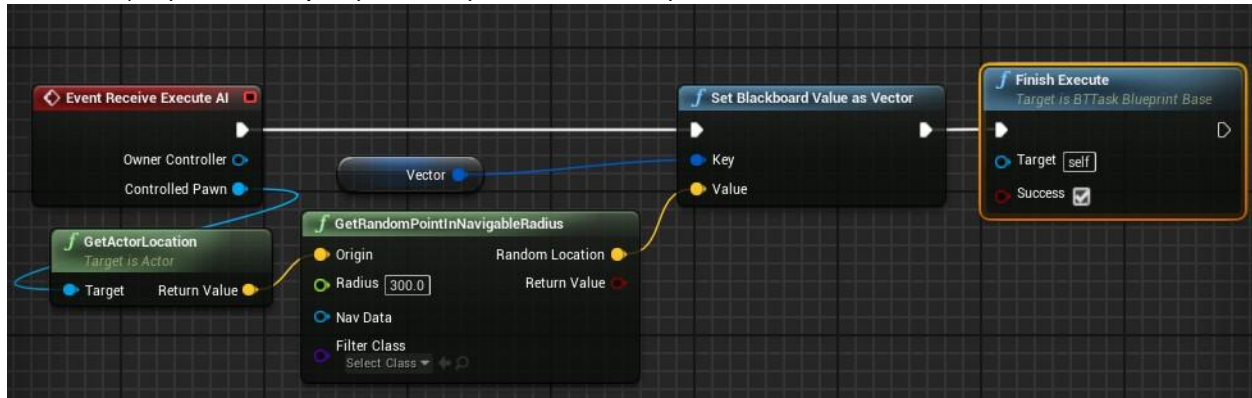 Event Receive Execute AI
Owner Controller
Controlled Pawn
GetActorLocation
Target is Actor
Target Return Value
Vector
GetRandomPointInNavigableRadius
Origin Random Location
Radius 300.0 Return Value
Nav Data
Filter Class
Select Class
Set Blackboard Value as Vector
Key
Value
Finish Execute
Target is BTTask Blueprint Base
Target self
Success